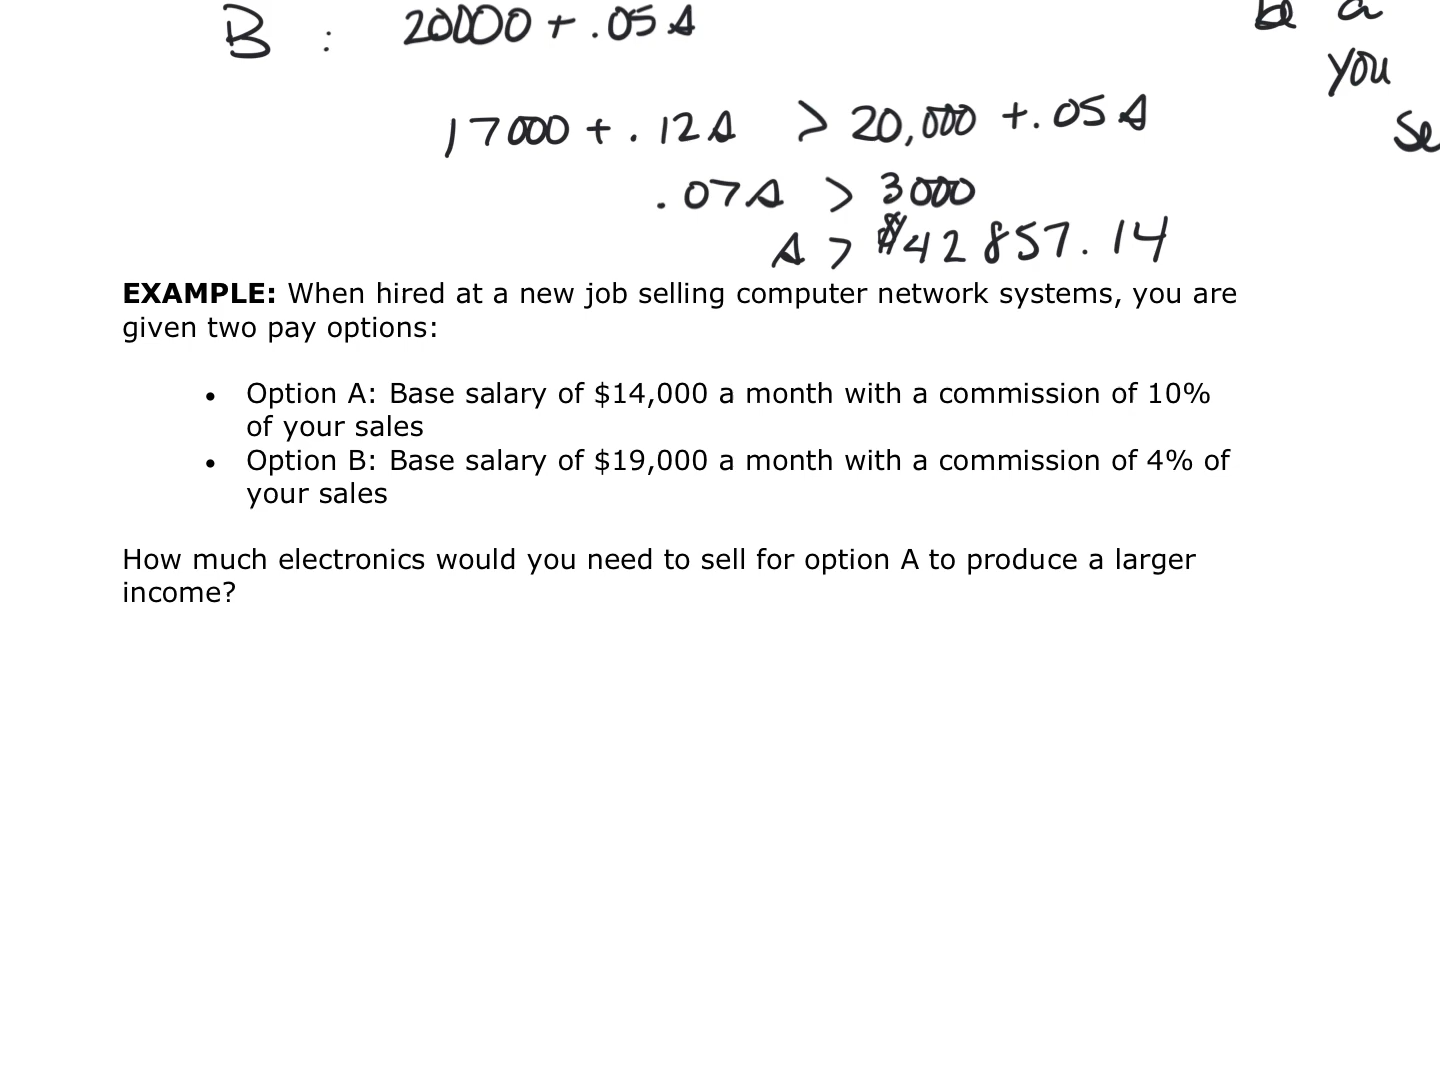 B : 20000 + .05A
be a
you
17000 + .12A > 20,000 + .05A
se
.07A > 3000
A > $42857.14
EXAMPLE: When hired at a new job selling computer network systems, you are
given two pay options:
• Option A: Base salary of $14,000 a month with a commission of 10%
of your sales
• Option B: Base salary of $19,000 a month with a commission of 4% of
your sales
How much electronics would you need to sell for option A to produce a larger
income?